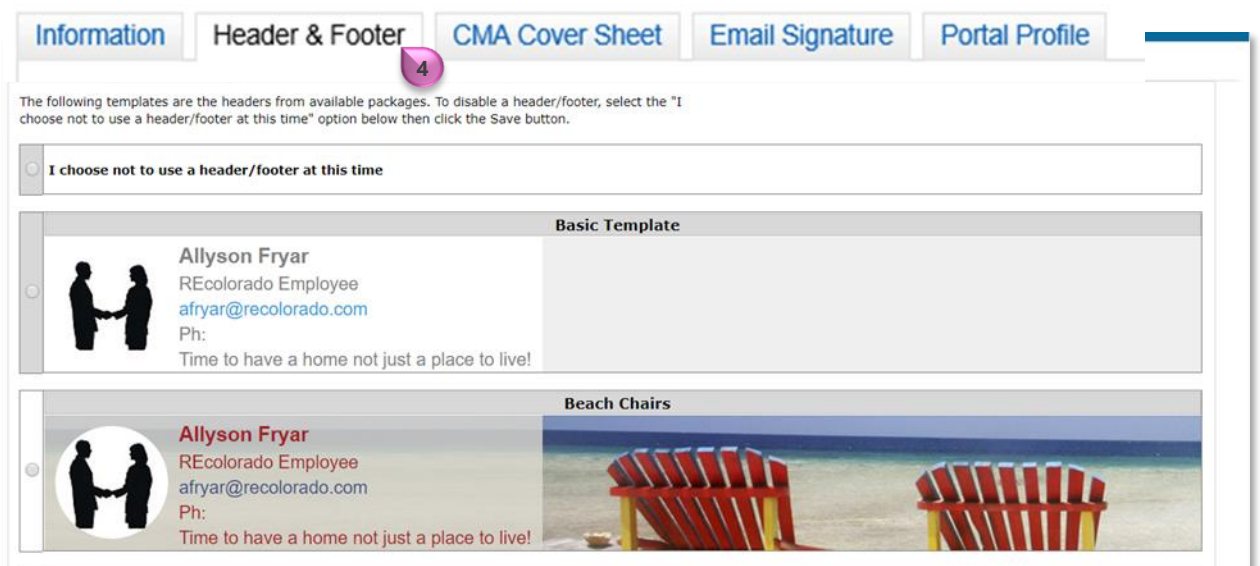 Information Header & Footer CMA Cover Sheet Email Signature Portal Profile
4
The following templates are the headers from available packages. To disable a header/footer, select the "I
choose not to use a header/footer at this time" option below then click the Save button.
I choose not to use a header/footer at this time
Basic Template
Allyson Fryar
REcolorado Employee
afryar@recolorado.com
Ph:
Time to have a home not just a place to live!
Beach Chairs
Allyson Fryar
REcolorado Employee
afryar@recolorado.com
Ph:
Time to have a home not just a place to live!